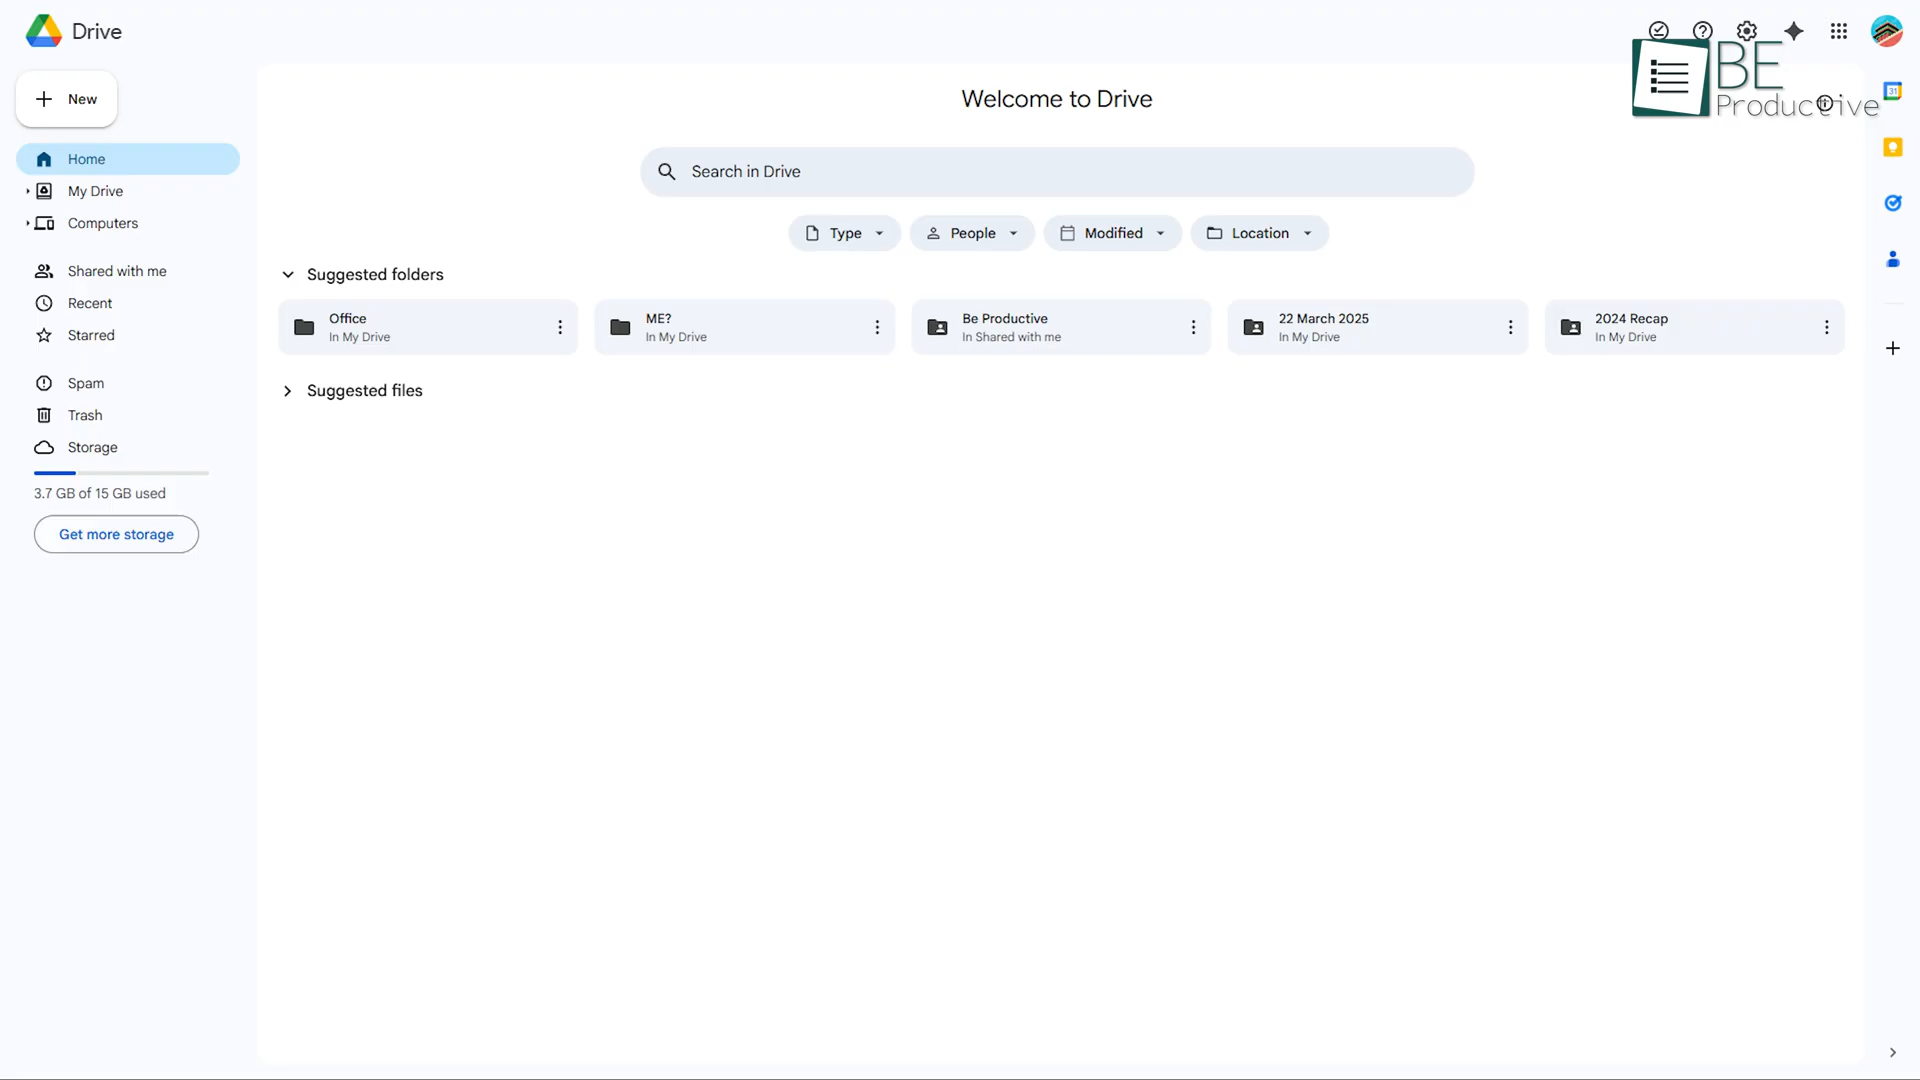 Drive
New
Home
My Drive
Computers
Shared with me
Recent
Starred
Spam
Trash
Storage
3.7 GB of 15 GB used
Get more storage
Welcome to Drive
Search in Drive
Type
People
Modified
Location
Suggested folders
Office
In My Drive
ME?
In My Drive
Be Productive
In Shared with me
22 March 2025
In My Drive
2024 Recap
In My Drive
Suggested files
BE
Productive
31